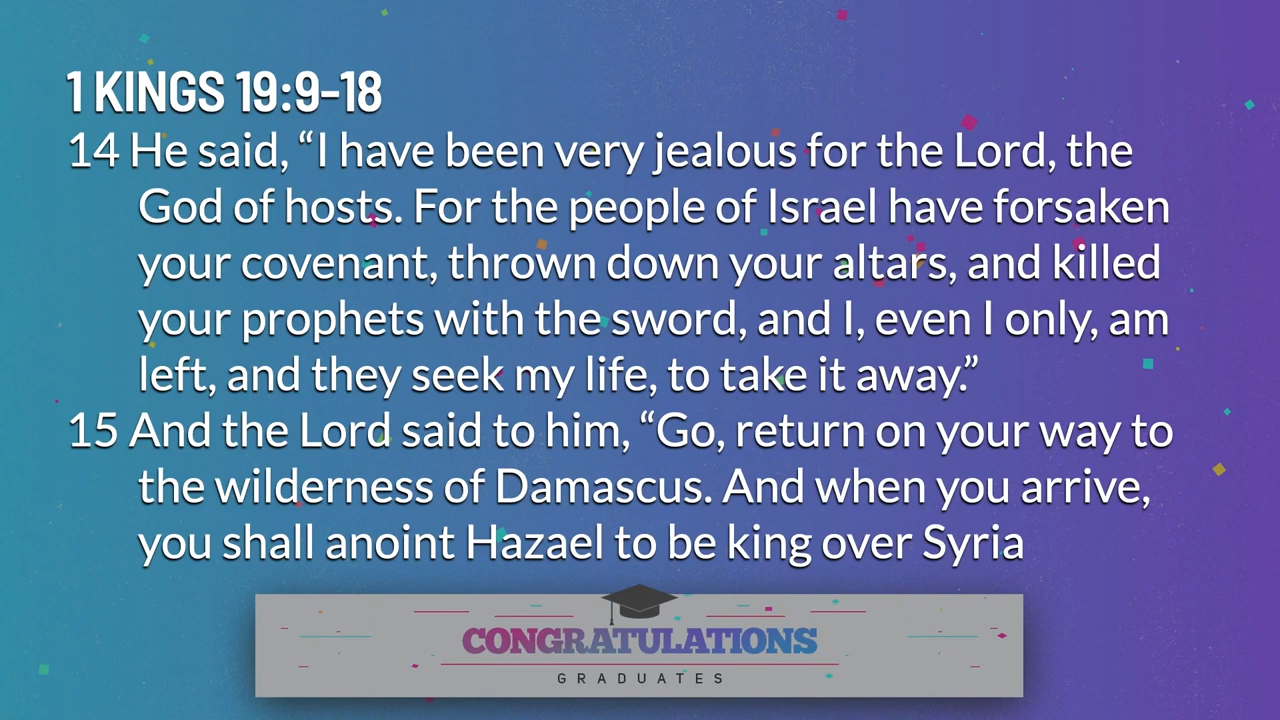 1 KINGS 19:9-18
14 He said, “I have been very jealous for the Lord, the
God of hosts. For the people of Israel have forsaken
your covenant, thrown down your altars, and killed
your prophets with the sword, and I, even I only, am
left, and they seek my life, to take it away.”
15 And the Lord said to him, “Go, return on your way to
the wilderness of Damascus. And when you arrive,
you shall anoint Hazael to be king over Syria
CONGRATULATIONS
GRADUATES